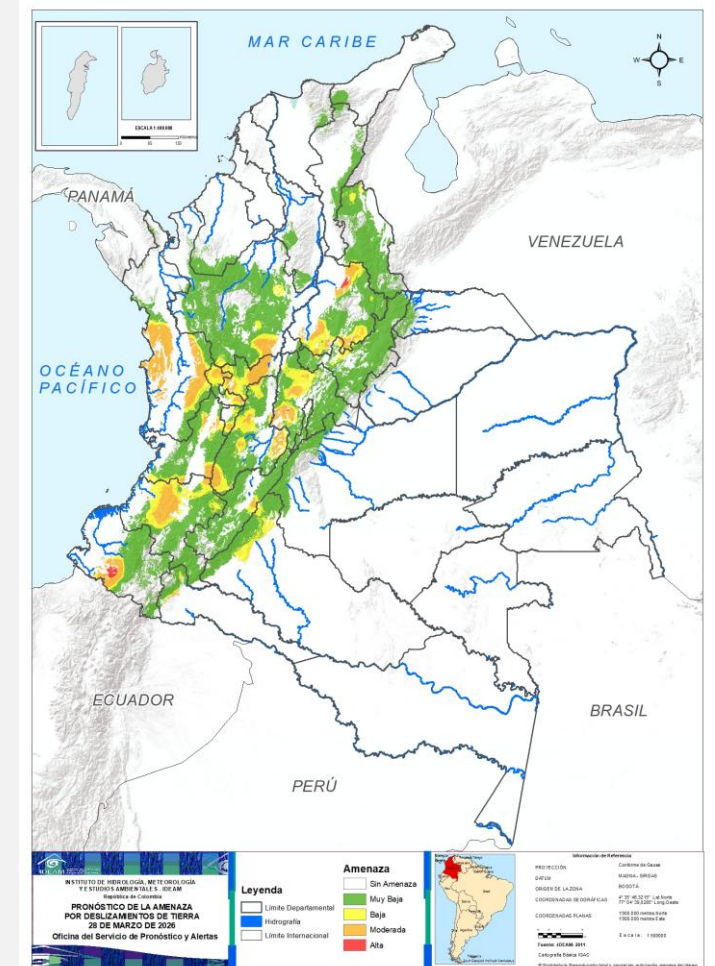 MAR CARIBE
N
W
E
S
ESCALA 1:600.000
PANAMÁ
VENEZUELA
OCÉANO
PACÍFICO
ECUADOR
BRASIL
PERÚ
IDEAM
INSTITUTO DE HIDROLOGÍA, METEOROLOGÍA
Y ESTUDIOS AMBIENTALES - IDEAM
República de Colombia
PRONÓSTICO DE LA AMENAZA
POR DESLIZAMIENTOS DE TIERRA
28 DE MARZO DE 2026
Oficina del Servicio de Pronóstico y Alertas
Leyenda
Límite Departamental
Hidrografía
Límite Internacional
Amenaza
Sin Amenaza
Muy Baja
Baja
Moderada
Alta
Información de Referencia
PROYECCIÓN Conforme de Gauss
DATUM MAGNA - SIRGAS
ORIGEN DE LA ZONA BOGOTÁ
COORDENADAS GEOGRÁFICAS
COORDENADAS PLANAS
Fuente: IDEAM 2011
Cartografía Básica IGAC